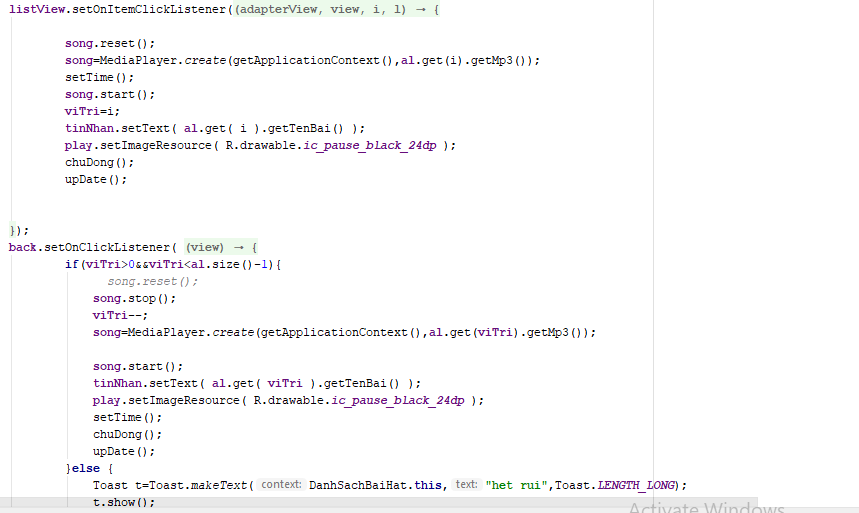 listView.setOnItemClickListener((adapterView, view, i, l) → {
song.reset();
song=MediaPlayer.create(getApplicationContext(),al.get(i).getMp3());
setTime();
song.start();
viTri=i;
tinNhan.setText( al.get( i ).getTenBai() );
play.setImageResource( R.drawable.ic_pause_black_24dp );
chuDong();
upDate();
});
back.setOnClickListener( (view) → {
if(viTri>0&&viTri<al.size()-1){
song.reset();
song.stop();
viTri--;
song=MediaPlayer.create(getApplicationContext(),al.get(viTri).getMp3());
song.start();
tinNhan.setText( al.get( viTri ).getTenBai() );
play.setImageResource( R.drawable.ic_pause_black_24dp );
setTime();
chuDong();
upDate();
}else {
Toast t=Toast.makeText( context: DanhSachBaiHat.this, text: "het rui",Toast.LENGTH_LONG);
t.show();
Activate Windows